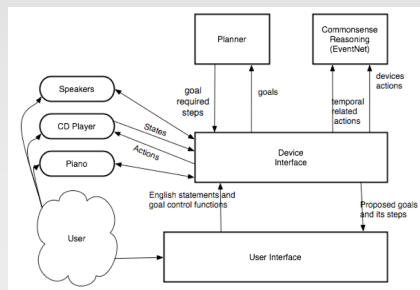 Planner
Commonsense
Reasoning
(EventNet)
Speakers
CD Player
Piano
goal
required
steps
goals
temporal
related
actions
devices
actions
States
Actions
Device
Interface
English statements and
goal control functions
Proposed goals
and its steps
User
User Interface